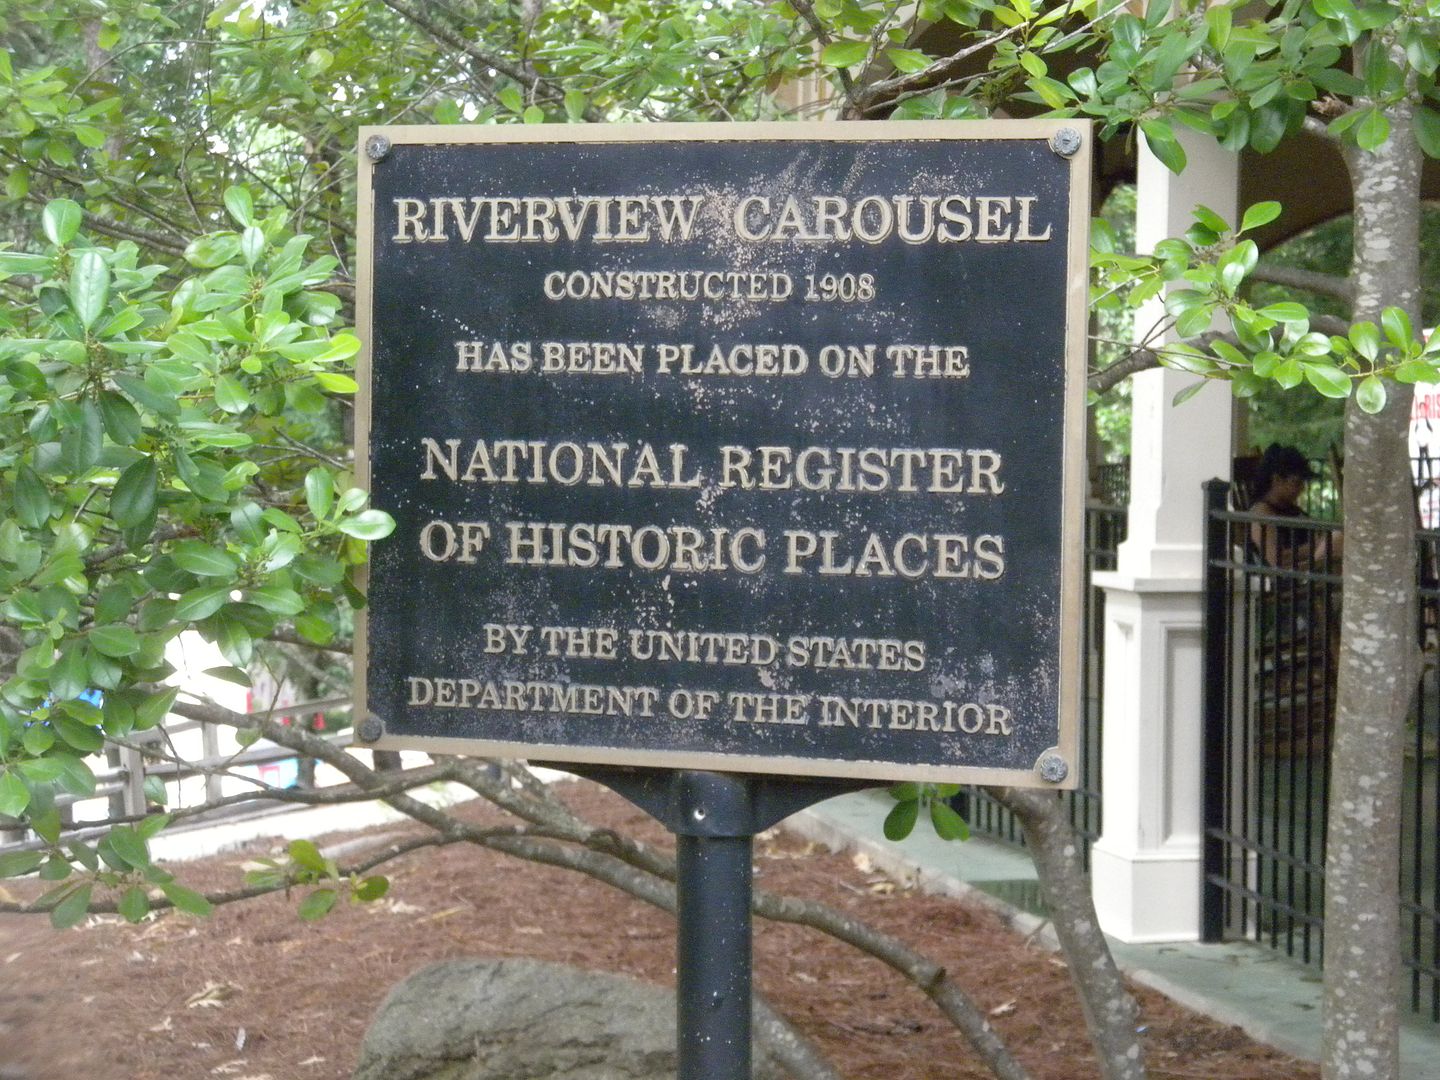 RIVERVIEW CAROUSEL
CONSTRUCTED 1908
HAS BEEN PLACED ON THE
NATIONAL REGISTER
OF HISTORIC PLACES
BY THE UNITED STATES
DEPARTMENT OF THE INTERIOR